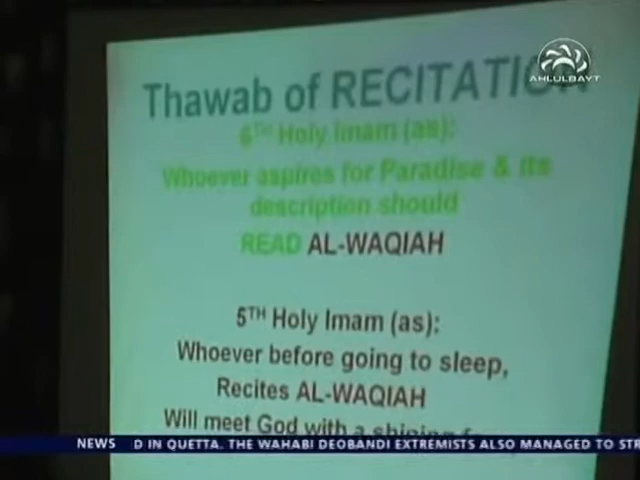 AHLULBAYT
Thawab of RECITATION
6TH Holy Imam (as):
Whoever aspires for Paradise & its
description should
READ AL-WAQIAH
5TH Holy Imam (as):
Whoever before going to sleep,
Recites AL-WAQIAH
Will meet God with a shining
NEWS D IN QUETTA. THE WAHABI DEOBANDI EXTREMISTS ALSO MANAGED TO STR